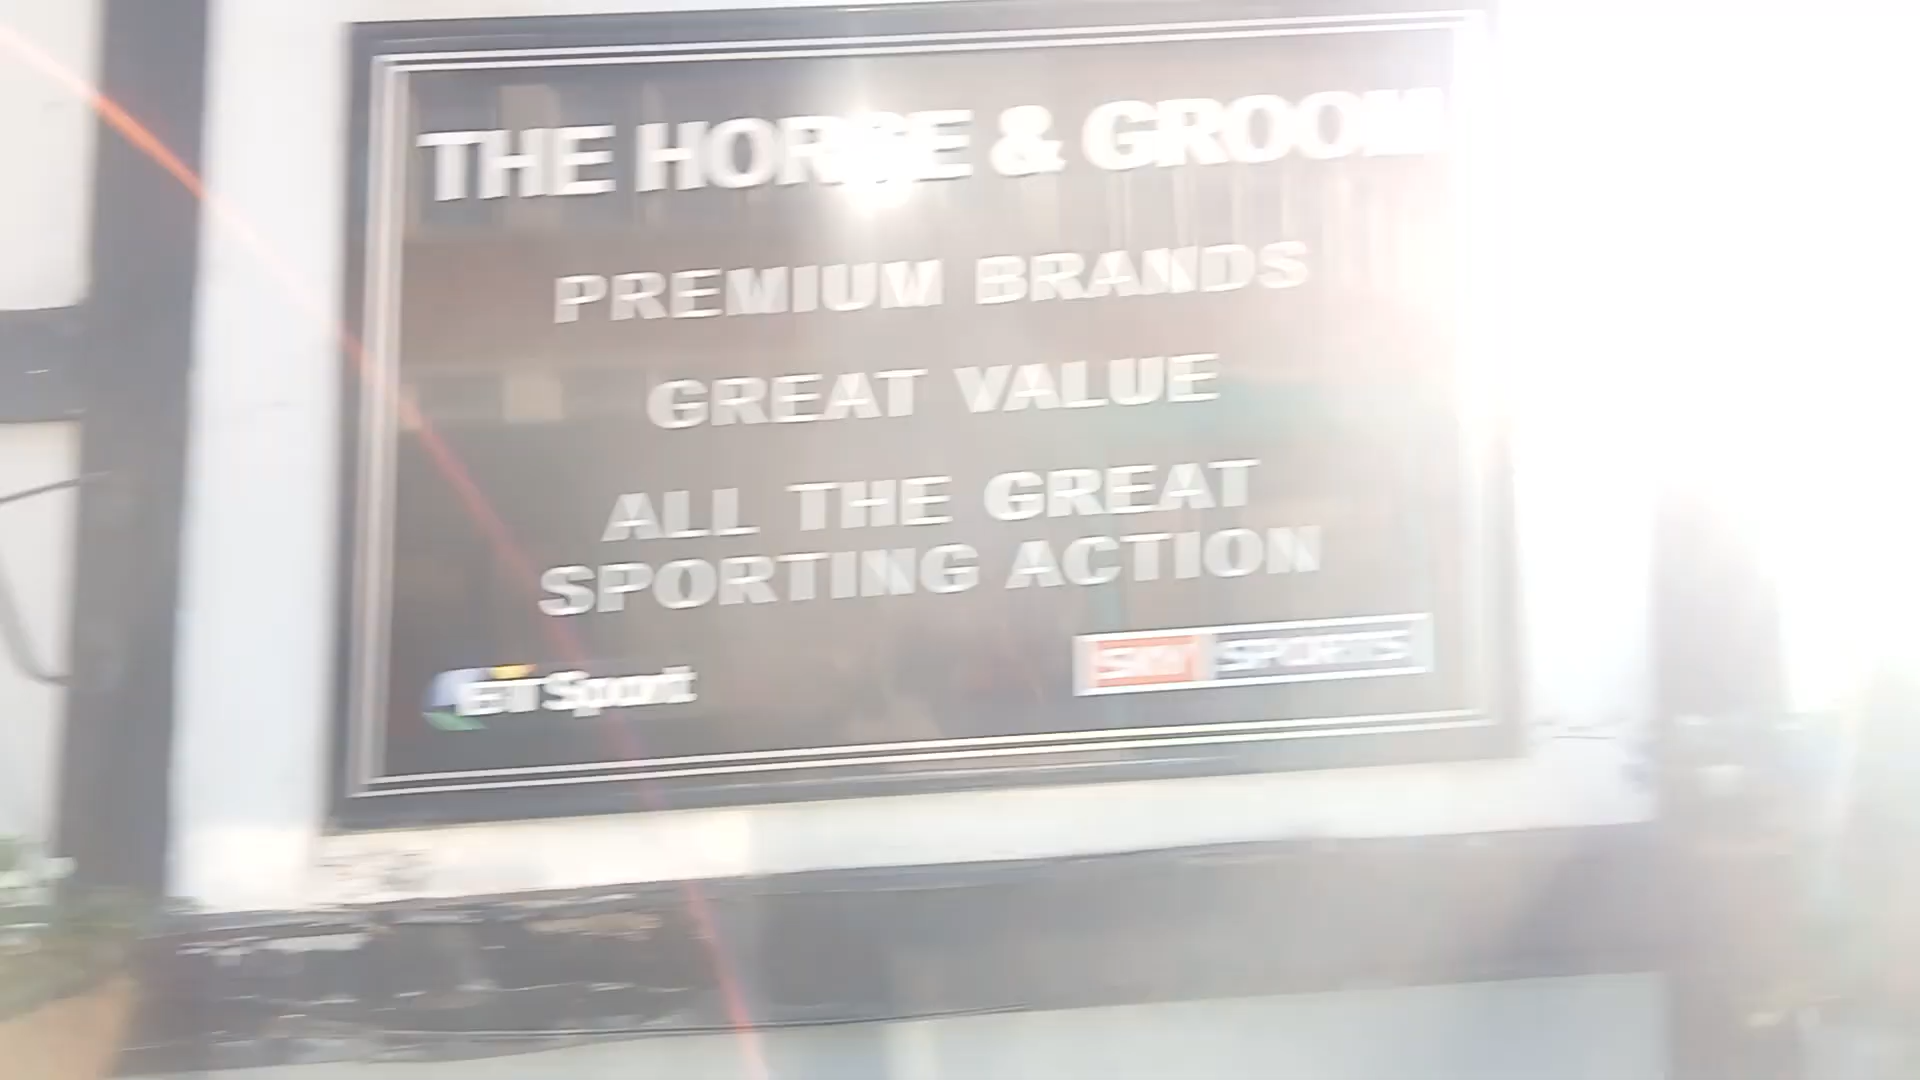 THE HORSE & GROOM
PREMIUM BRANDS
GREAT VALUE
ALL THE GREAT
SPORTING ACTION
BT Sport
SKY SPORTS